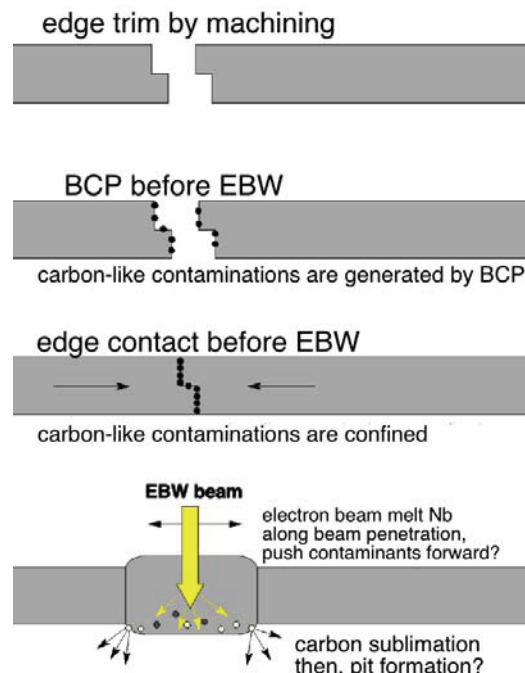 edge trim by machining
BCP before EBW
carbon-like contaminations are generated by BCP
edge contact before EBW
carbon-like contaminations are confined
EBW beam
electron beam melt Nb
along beam penetration,
push contaminants forward?
carbon sublimation
then, pit formation?